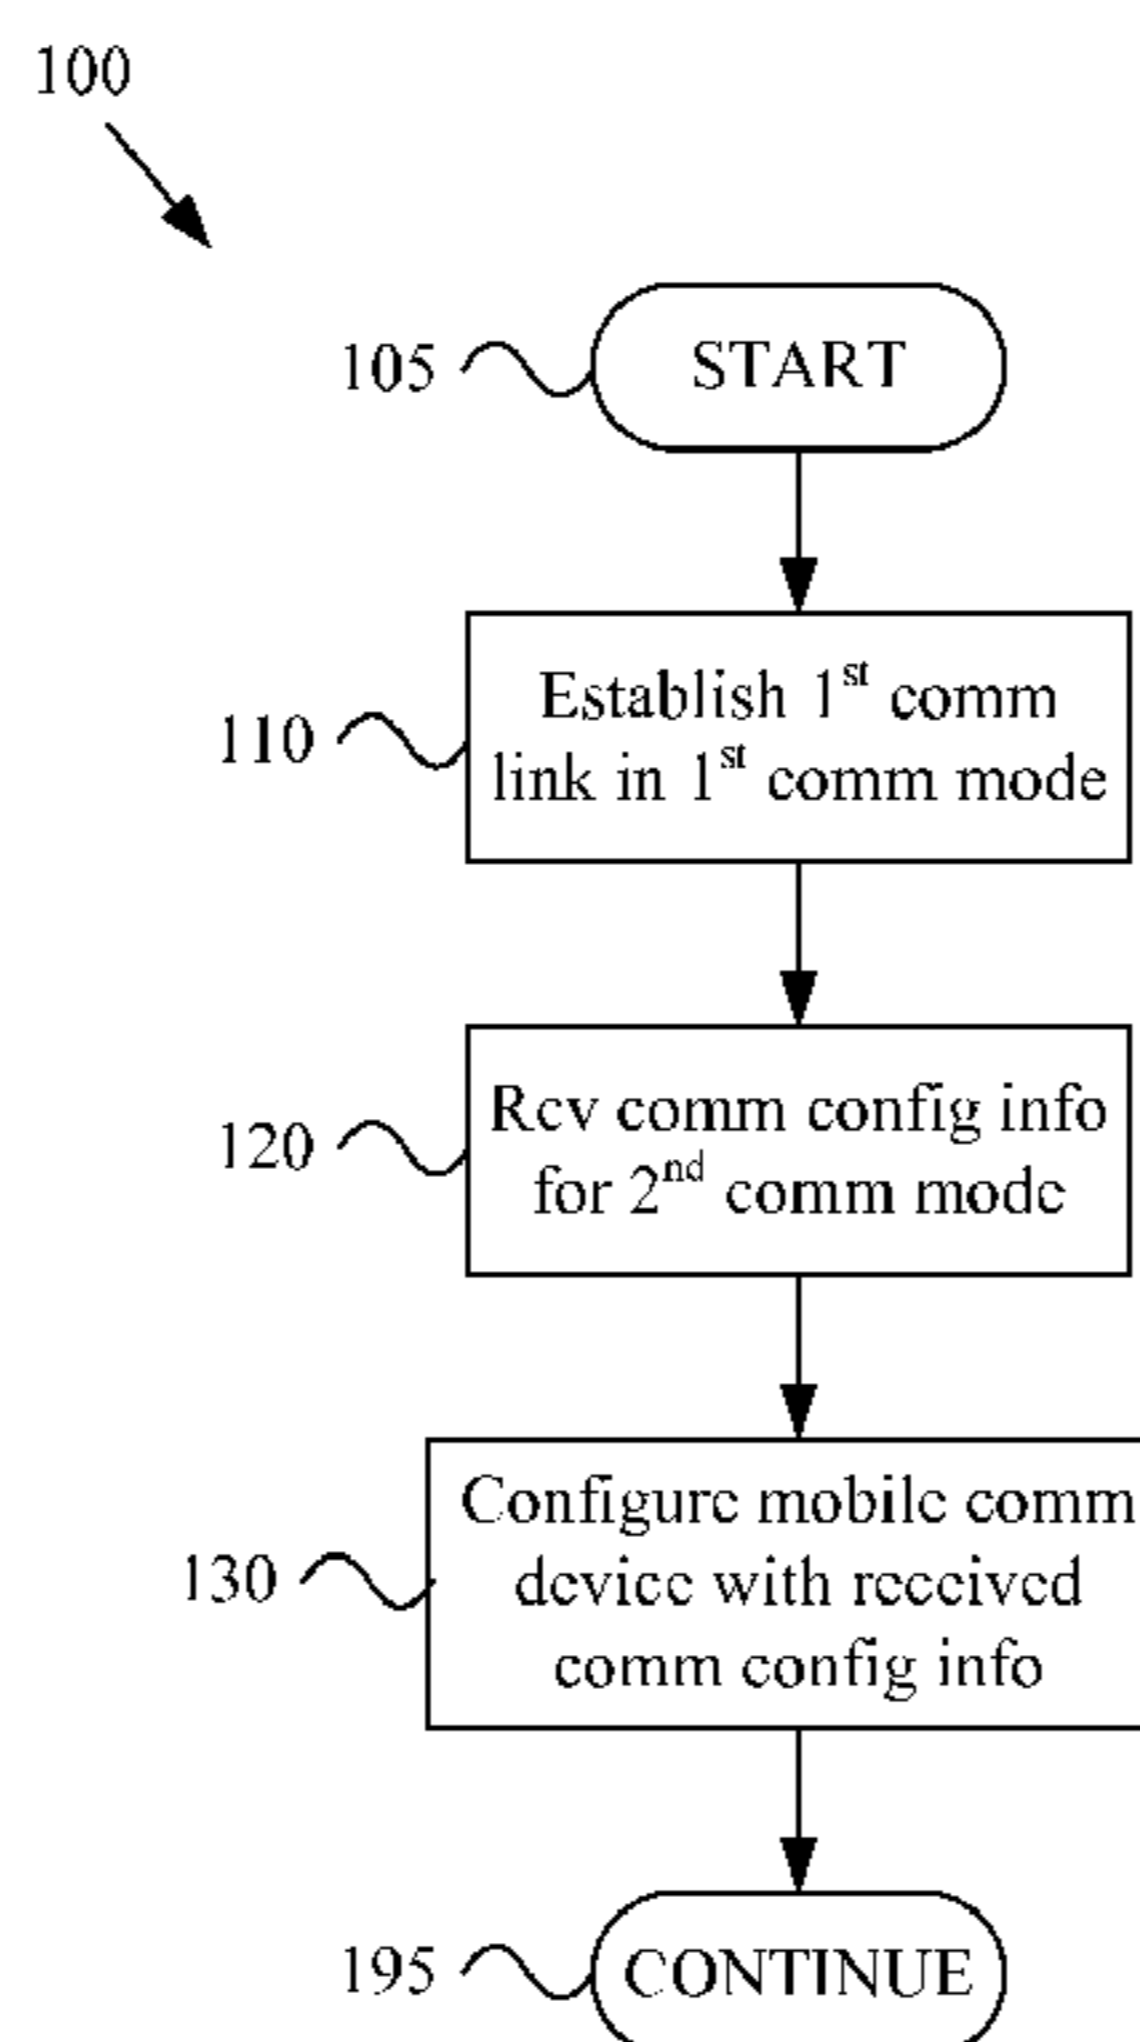 100
105 START
110 Establish 1st comm
link in 1st comm mode
120 Rcv comm config info
for 2nd comm mode
130 Configure mobile comm
device with received
comm config info
195 CONTINUE